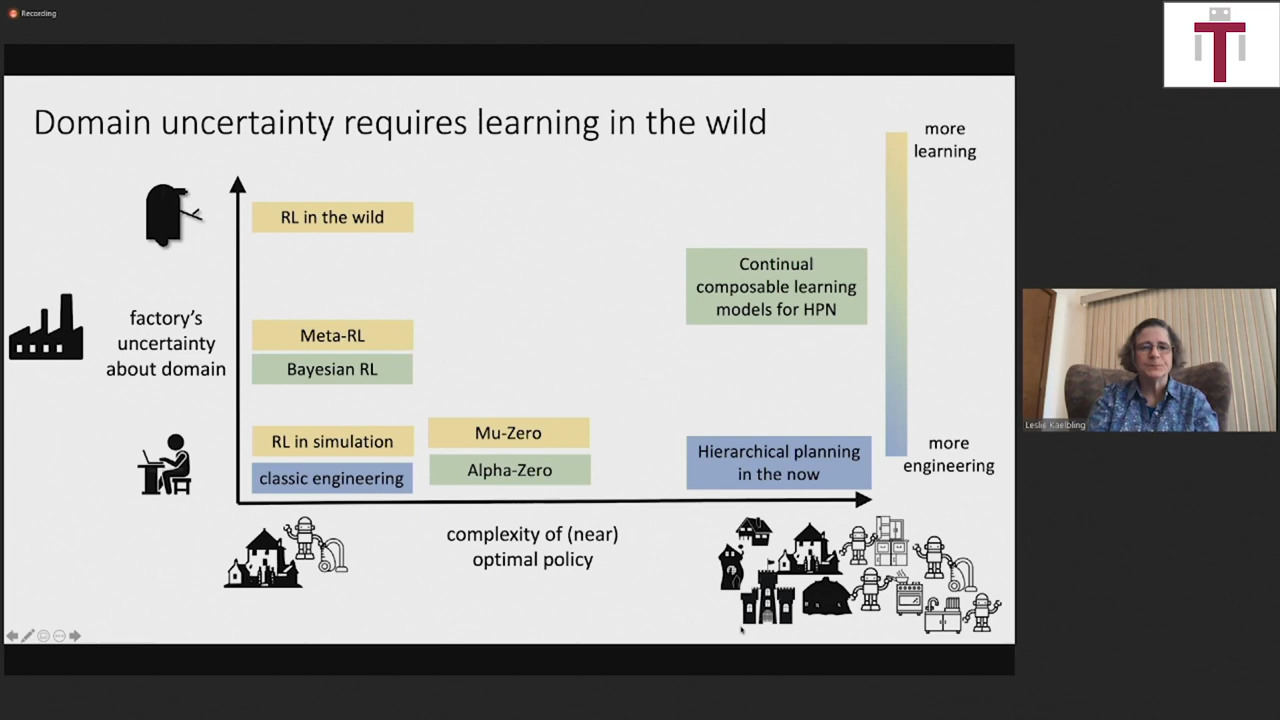 Recording
Domain uncertainty requires learning in the wild
more
learning
RL in the wild
Continual
composable learning
models for HPN
factory's
uncertainty
about domain
Meta-RL
Bayesian RL
RL in simulation
classic engineering
Mu-Zero
Alpha-Zero
Hierarchical planning
in the now
more
engineering
complexity of (near)
optimal policy
Leslie Kaelbling
T